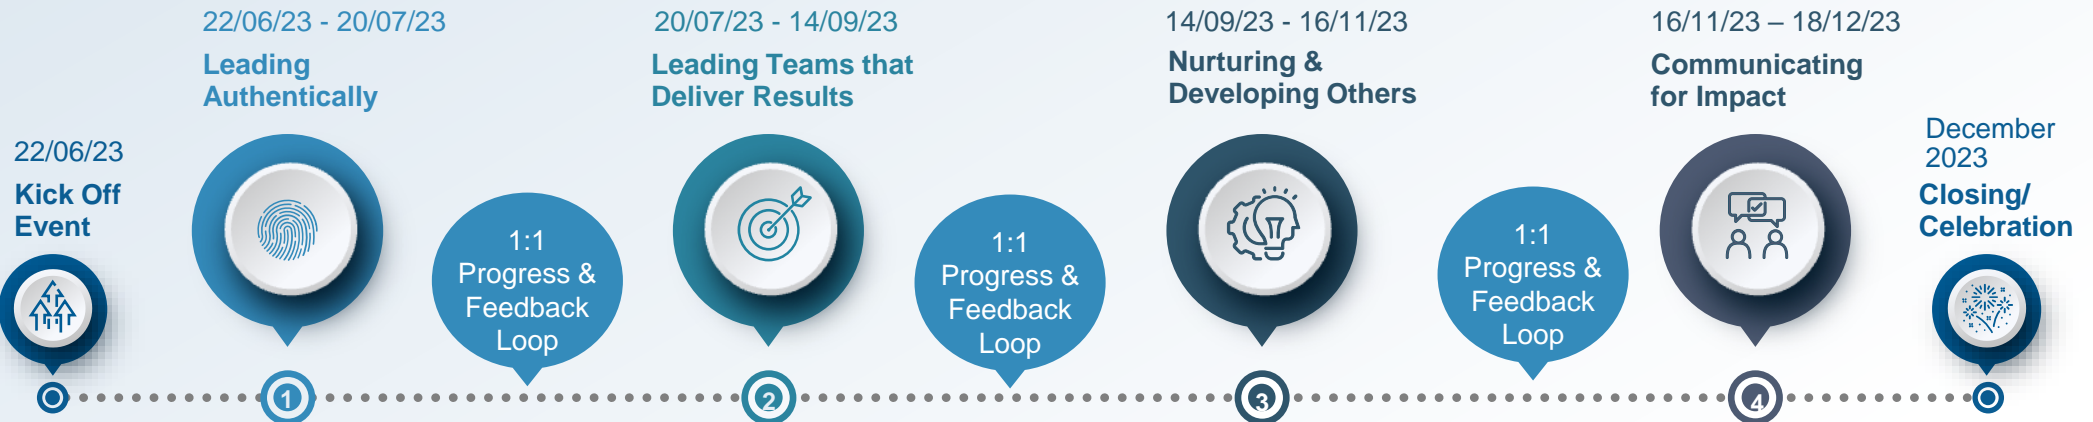 22/06/23
Kick Off
Event
22/06/23 - 20/07/23
Leading
Authentically
1:1
Progress &
Feedback
Loop
20/07/23 - 14/09/23
Leading Teams that
Deliver Results
1:1
Progress &
Feedback
Loop
14/09/23 - 16/11/23
Nurturing &
Developing Others
1:1
Progress &
Feedback
Loop
16/11/23 – 18/12/23
Communicating
for Impact
December
2023
Closing/
Celebration
1
2
3
4